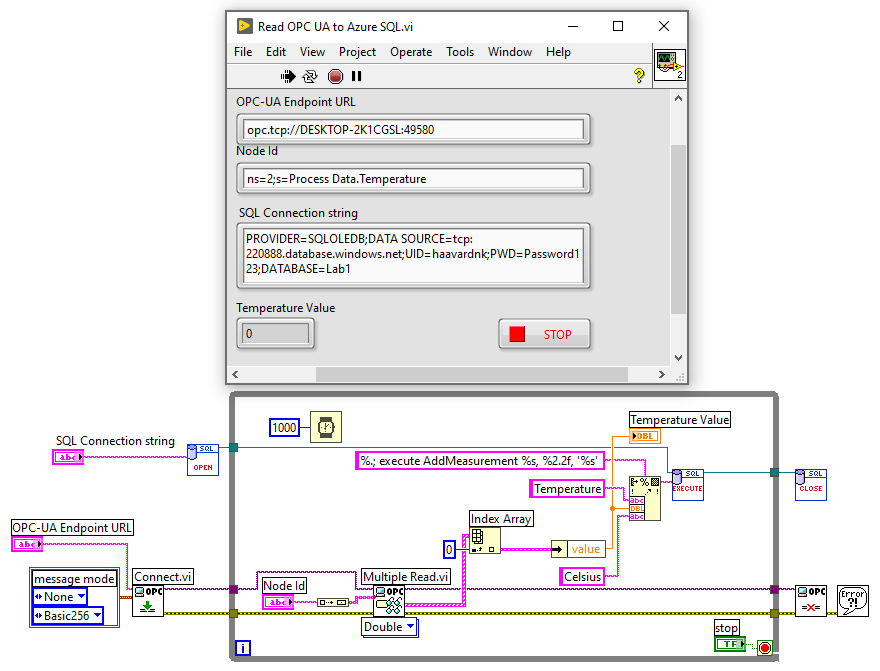 Read OPC UA to Azure SQL.vi
File Edit View Project Operate Tools Window Help
2
OPC-UA Endpoint URL
opc.tcp://DESKTOP-2K1CGSL:49580
Node Id
ns=2;s=Process Data.Temperature
SQL Connection string
PROVIDER=SQLOLEDB;DATA SOURCE=tcp:
220888.database.windows.net;UID=haavardnk;PWD=Password1
23;DATABASE=Lab1
Temperature Value
0
STOP
1000
Temperature Value
DBL
SQL Connection string
abc
SQL
OPEN
%.; execute AddMeasurement %s, %2.2f, '%s'
Temperature
abc
DBL
abc
SQL
EXECUTE
SQL
CLOSE
OPC-UA Endpoint URL
abc
Index Array
0
value
Celsius
message mode
None
Basic256
Connect.vi
OPC
Node Id
abc
Multiple Read.vi
OPC
Double
OPC
Error
?!
stop
TF
i